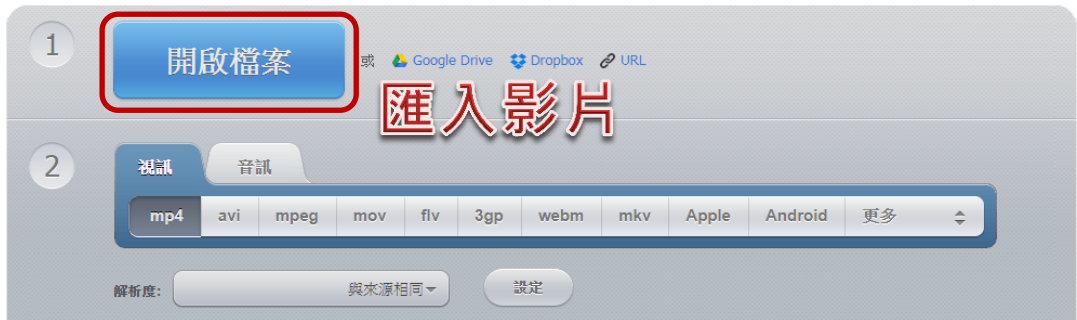 1
開啟檔案 或 Google Drive Dropbox URL
匯入影片
2
視訊 音訊
mp4 avi mpeg mov flv 3gp webm mkv Apple Android 更多
解析度: 與來源相同 設定